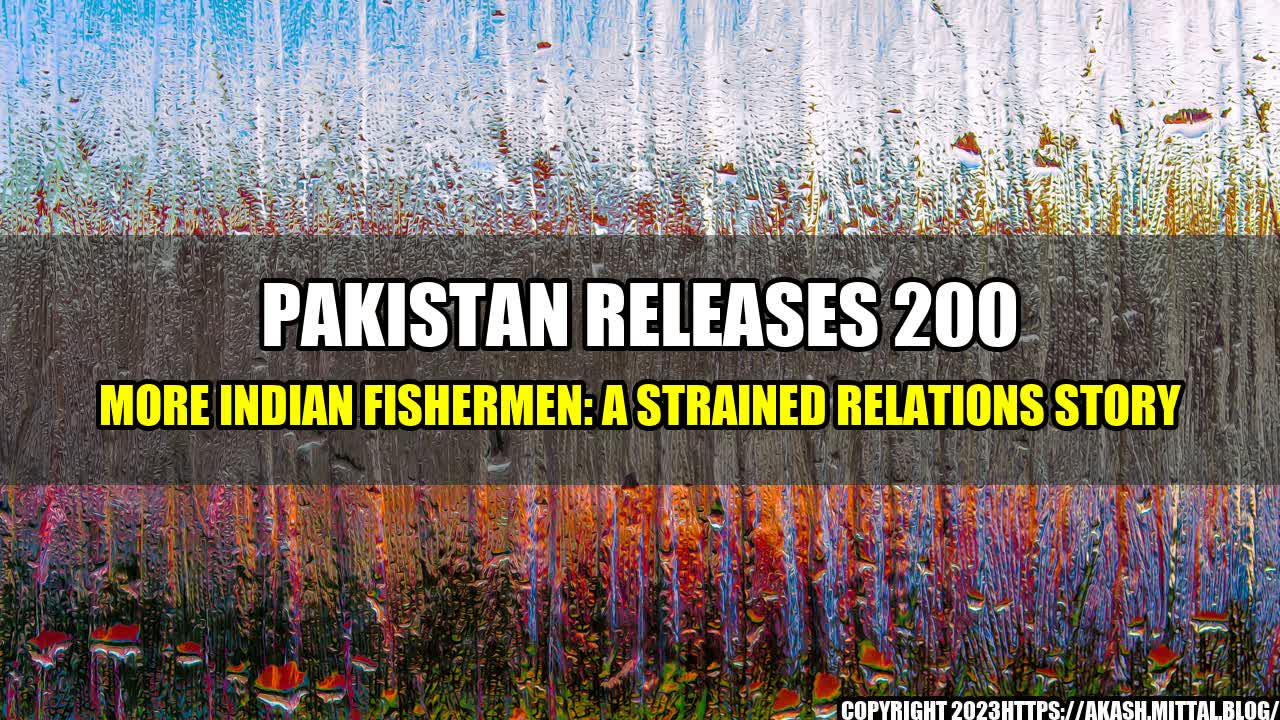 PAKISTAN RELEASES 200
MORE INDIAN FISHERMEN: A STRAINED RELATIONS STORY
COPYRIGHT 2023HTTPS://AKASH.MITTAL.BLOG/